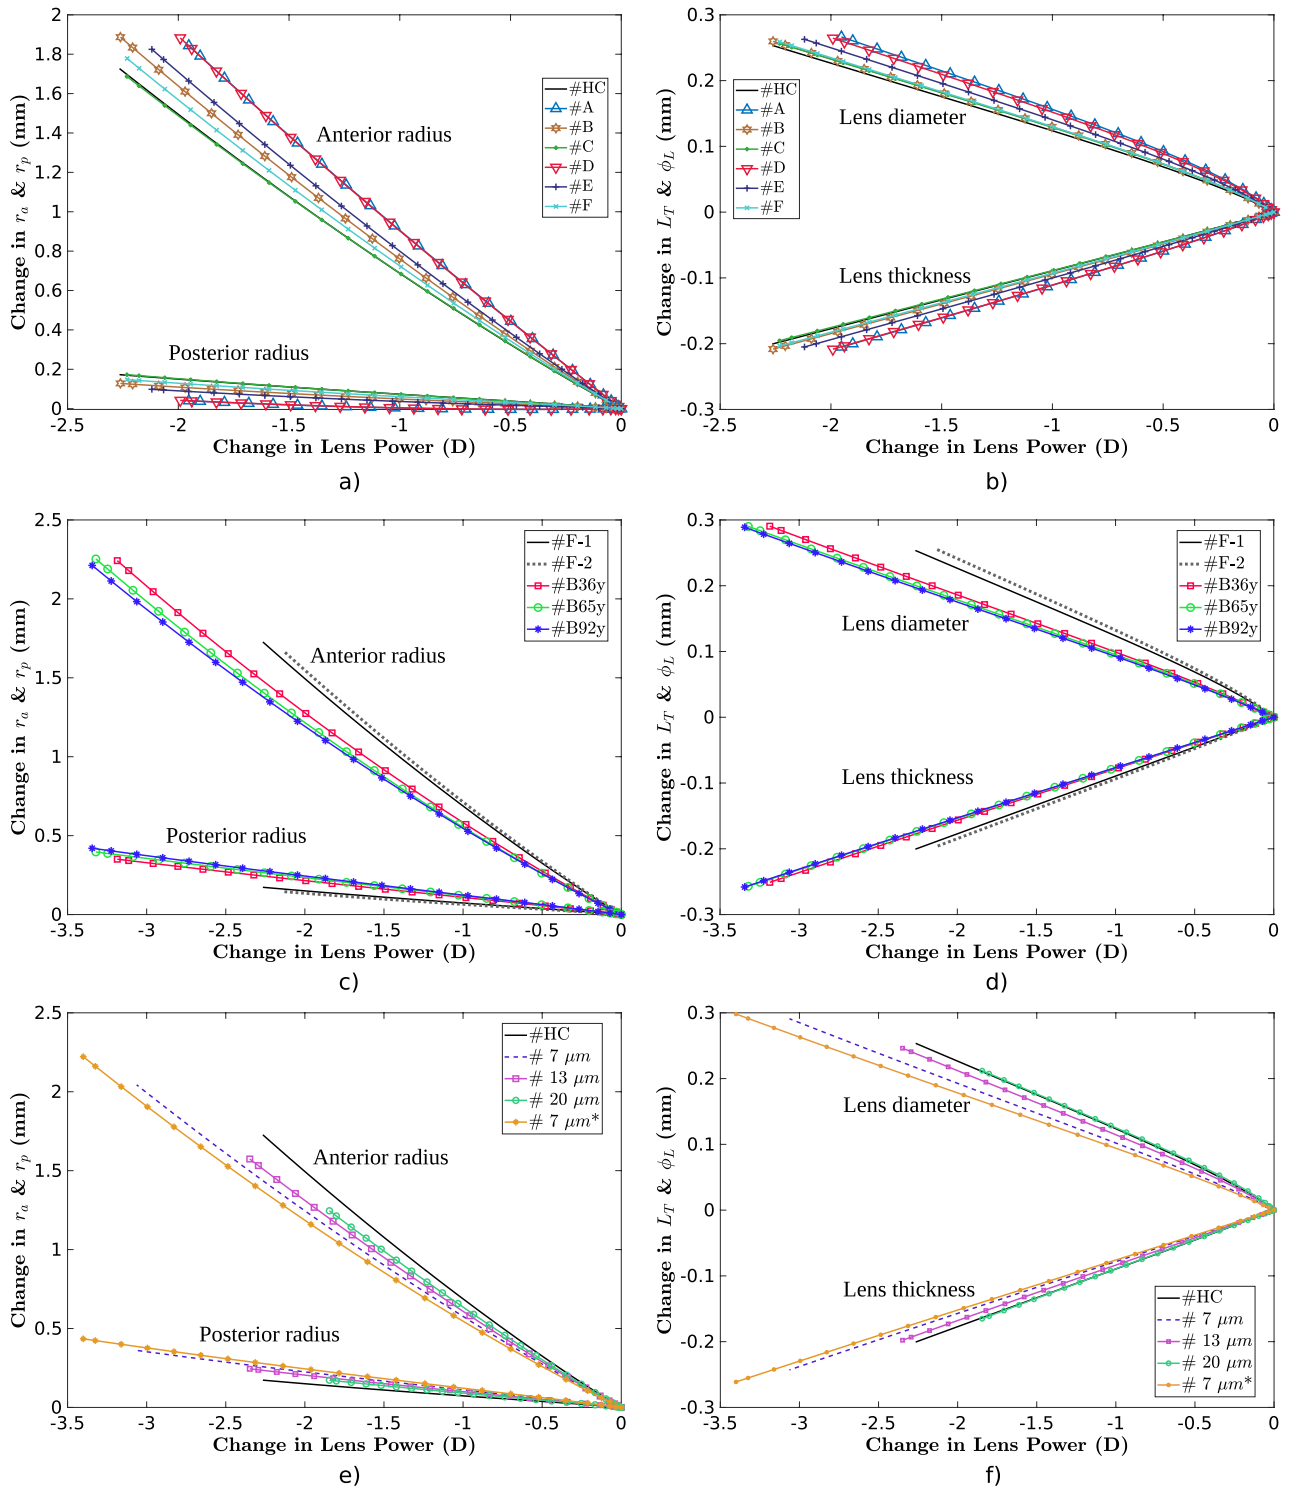 2
1.8
1.6
1.4
1.2
1
0.8
0.6
0.4
0.2
0
-2.5
-2
-1.5
-1
-0.5
0
Change in r_a & r_p (mm)
Change in Lens Power (D)
Anterior radius
Posterior radius
#HC
#A
#B
#C
#D
#E
#F
a)
0.3
0.2
0.1
0
-0.1
-0.2
-0.3
-2.5
-2
-1.5
-1
-0.5
0
Change in L_T & ϕ_L (mm)
Change in Lens Power (D)
Lens diameter
Lens thickness
#HC
#A
#B
#C
#D
#E
#F
b)
2.5
2
1.5
1
0.5
0
-3.5
-3
-2.5
-2
-1.5
-1
-0.5
0
Change in r_a & r_p (mm)
Change in Lens Power (D)
Anterior radius
Posterior radius
#F-1
#F-2
#B36y
#B65y
#B92y
c)
0.3
0.2
0.1
0
-0.1
-0.2
-0.3
-3.5
-3
-2.5
-2
-1.5
-1
-0.5
0
Change in L_T & ϕ_L (mm)
Change in Lens Power (D)
Lens diameter
Lens thickness
#F-1
#F-2
#B36y
#B65y
#B92y
d)
2.5
2
1.5
1
0.5
0
-3.5
-3
-2.5
-2
-1.5
-1
-0.5
0
Change in r_a & r_p (mm)
Change in Lens Power (D)
Anterior radius
Posterior radius
#HC
# 7 μm
# 13 μm
# 20 μm
# 7 μm*
e)
0.3
0.2
0.1
0
-0.1
-0.2
-0.3
-3.5
-3
-2.5
-2
-1.5
-1
-0.5
0
Change in L_T & ϕ_L (mm)
Change in Lens Power (D)
Lens diameter
Lens thickness
#HC
# 7 μm
# 13 μm
# 20 μm
# 7 μm*
f)